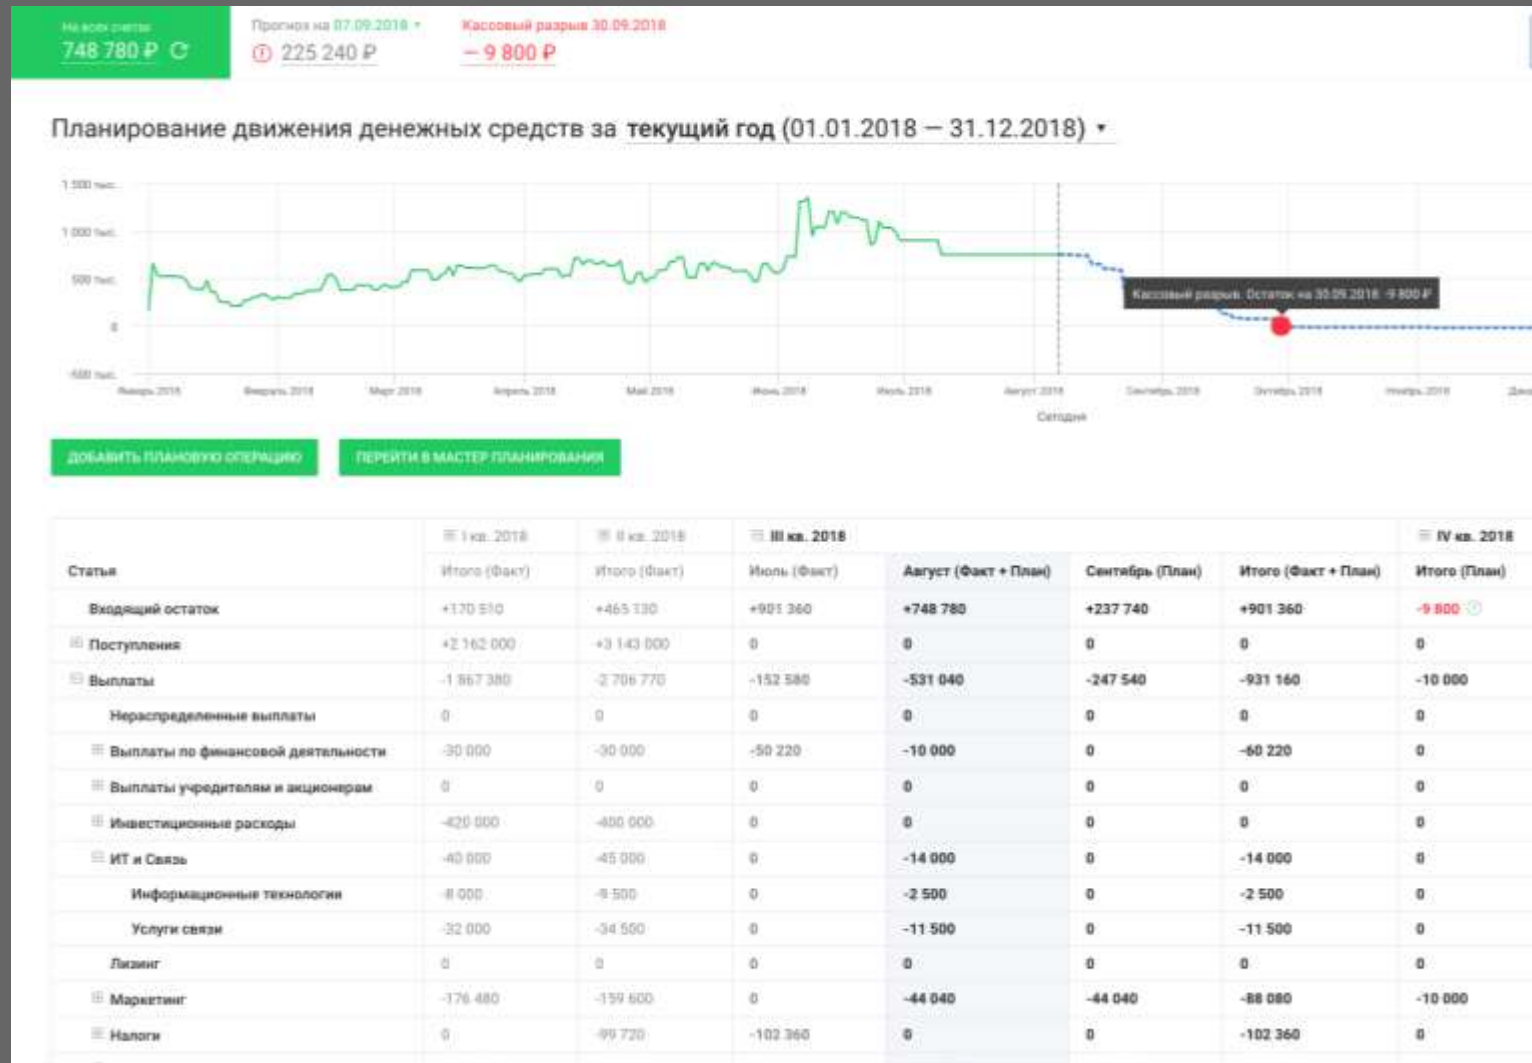 На всех счетах
748 780 ₽
Прогноз на 07.09.2018
225 240 ₽
Кассовый разрыв 30.09.2018
— 9 800 ₽
Планирование движения денежных средств за текущий год (01.01.2018 — 31.12.2018)
1 500 тыс.
1 000 тыс.
500 тыс.
0
-500 тыс.
Кассовый разрыв. Остаток на 30.09.2018 -9 800 ₽
Январь 2018 Февраль 2018 Март 2018 Апрель 2018 Май 2018 Июнь 2018 Июль 2018 Август 2018 Сентябрь 2018 Октябрь 2018 Ноябрь 2018
Сегодня
ДОБАВИТЬ ПЛАНОВУЮ ОПЕРАЦИЮ ПЕРЕЙТИ В МАСТЕР ПЛАНИРОВАНИЯ
I кв. 2018 II кв. 2018 III кв. 2018 IV кв. 2018
Статья Итого (Факт) Итого (Факт) Июль (Факт) Август (Факт + План) Сентябрь (План) Итого (Факт + План) Итого (План)
Входящий остаток +170 510 +465 130 +901 360 +748 780 +237 740 +901 360 -9 800
Поступления +2 162 000 +3 143 000 0 0 0 0 0
Выплаты -1 867 380 -2 706 770 -152 580 -531 040 -247 540 -931 160 -10 000
Нераспределенные выплаты 0 0 0 0 0 0 0
Выплаты по финансовой деятельности -30 000 -30 000 -50 220 -10 000 0 -60 220 0
Выплаты учредителям и акционерам 0 0 0 0 0 0 0
Инвестиционные расходы -420 000 -400 000 0 0 0 0 0
ИТ и Связь -40 000 -45 000 0 -14 000 0 -14 000 0
Информационные технологии -8 000 -9 500 0 -2 500 0 -2 500 0
Услуги связи -32 000 -34 500 0 -11 500 0 -11 500 0
Лизинг 0 0 0 0 0 0 0
Маркетинг -176 480 -159 600 0 -44 040 -44 040 -88 080 -10 000
Налоги 0 -99 720 -102 360 0 0 -102 360 0